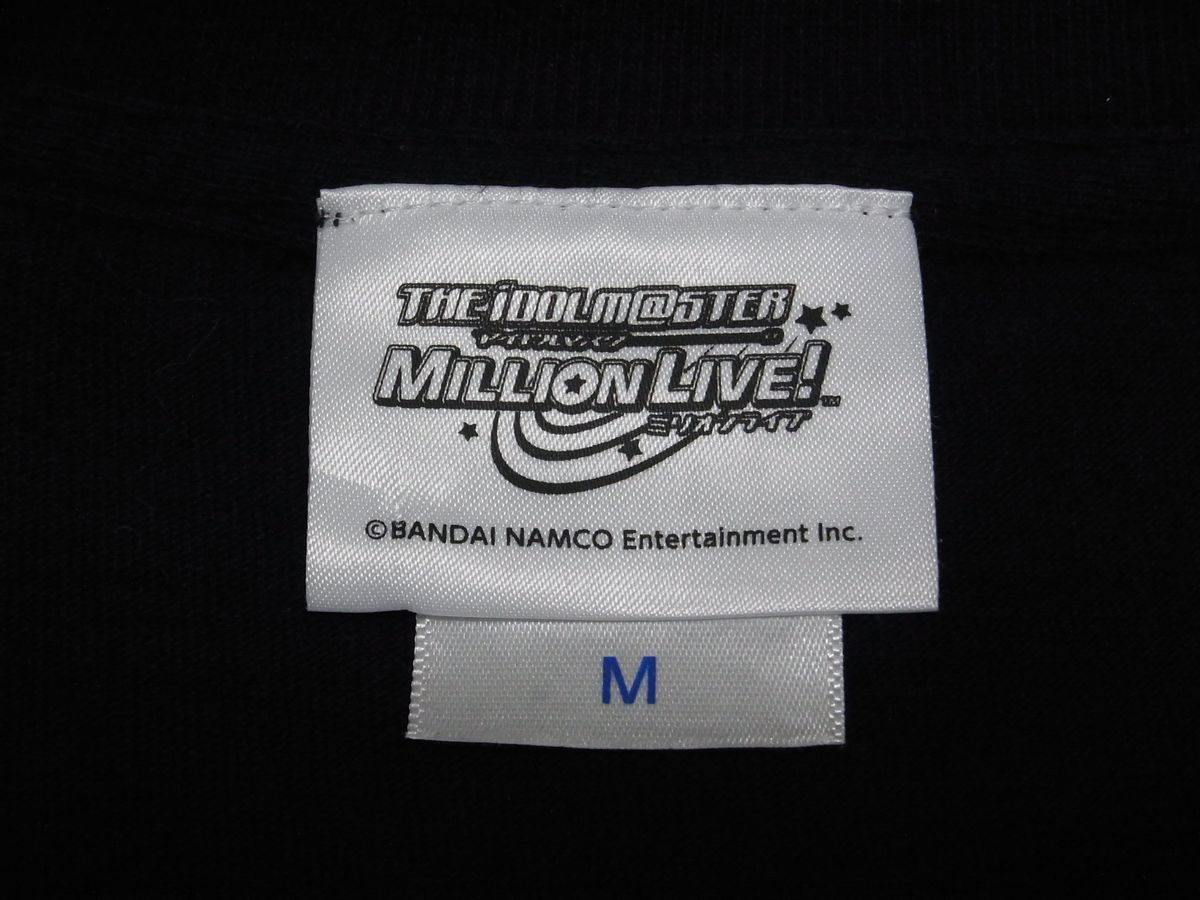 THE iDOLM@STER
アイドルマスター
MILLION LIVE!™
ミリオンライブ
©BANDAI NAMCO Entertainment Inc.
M